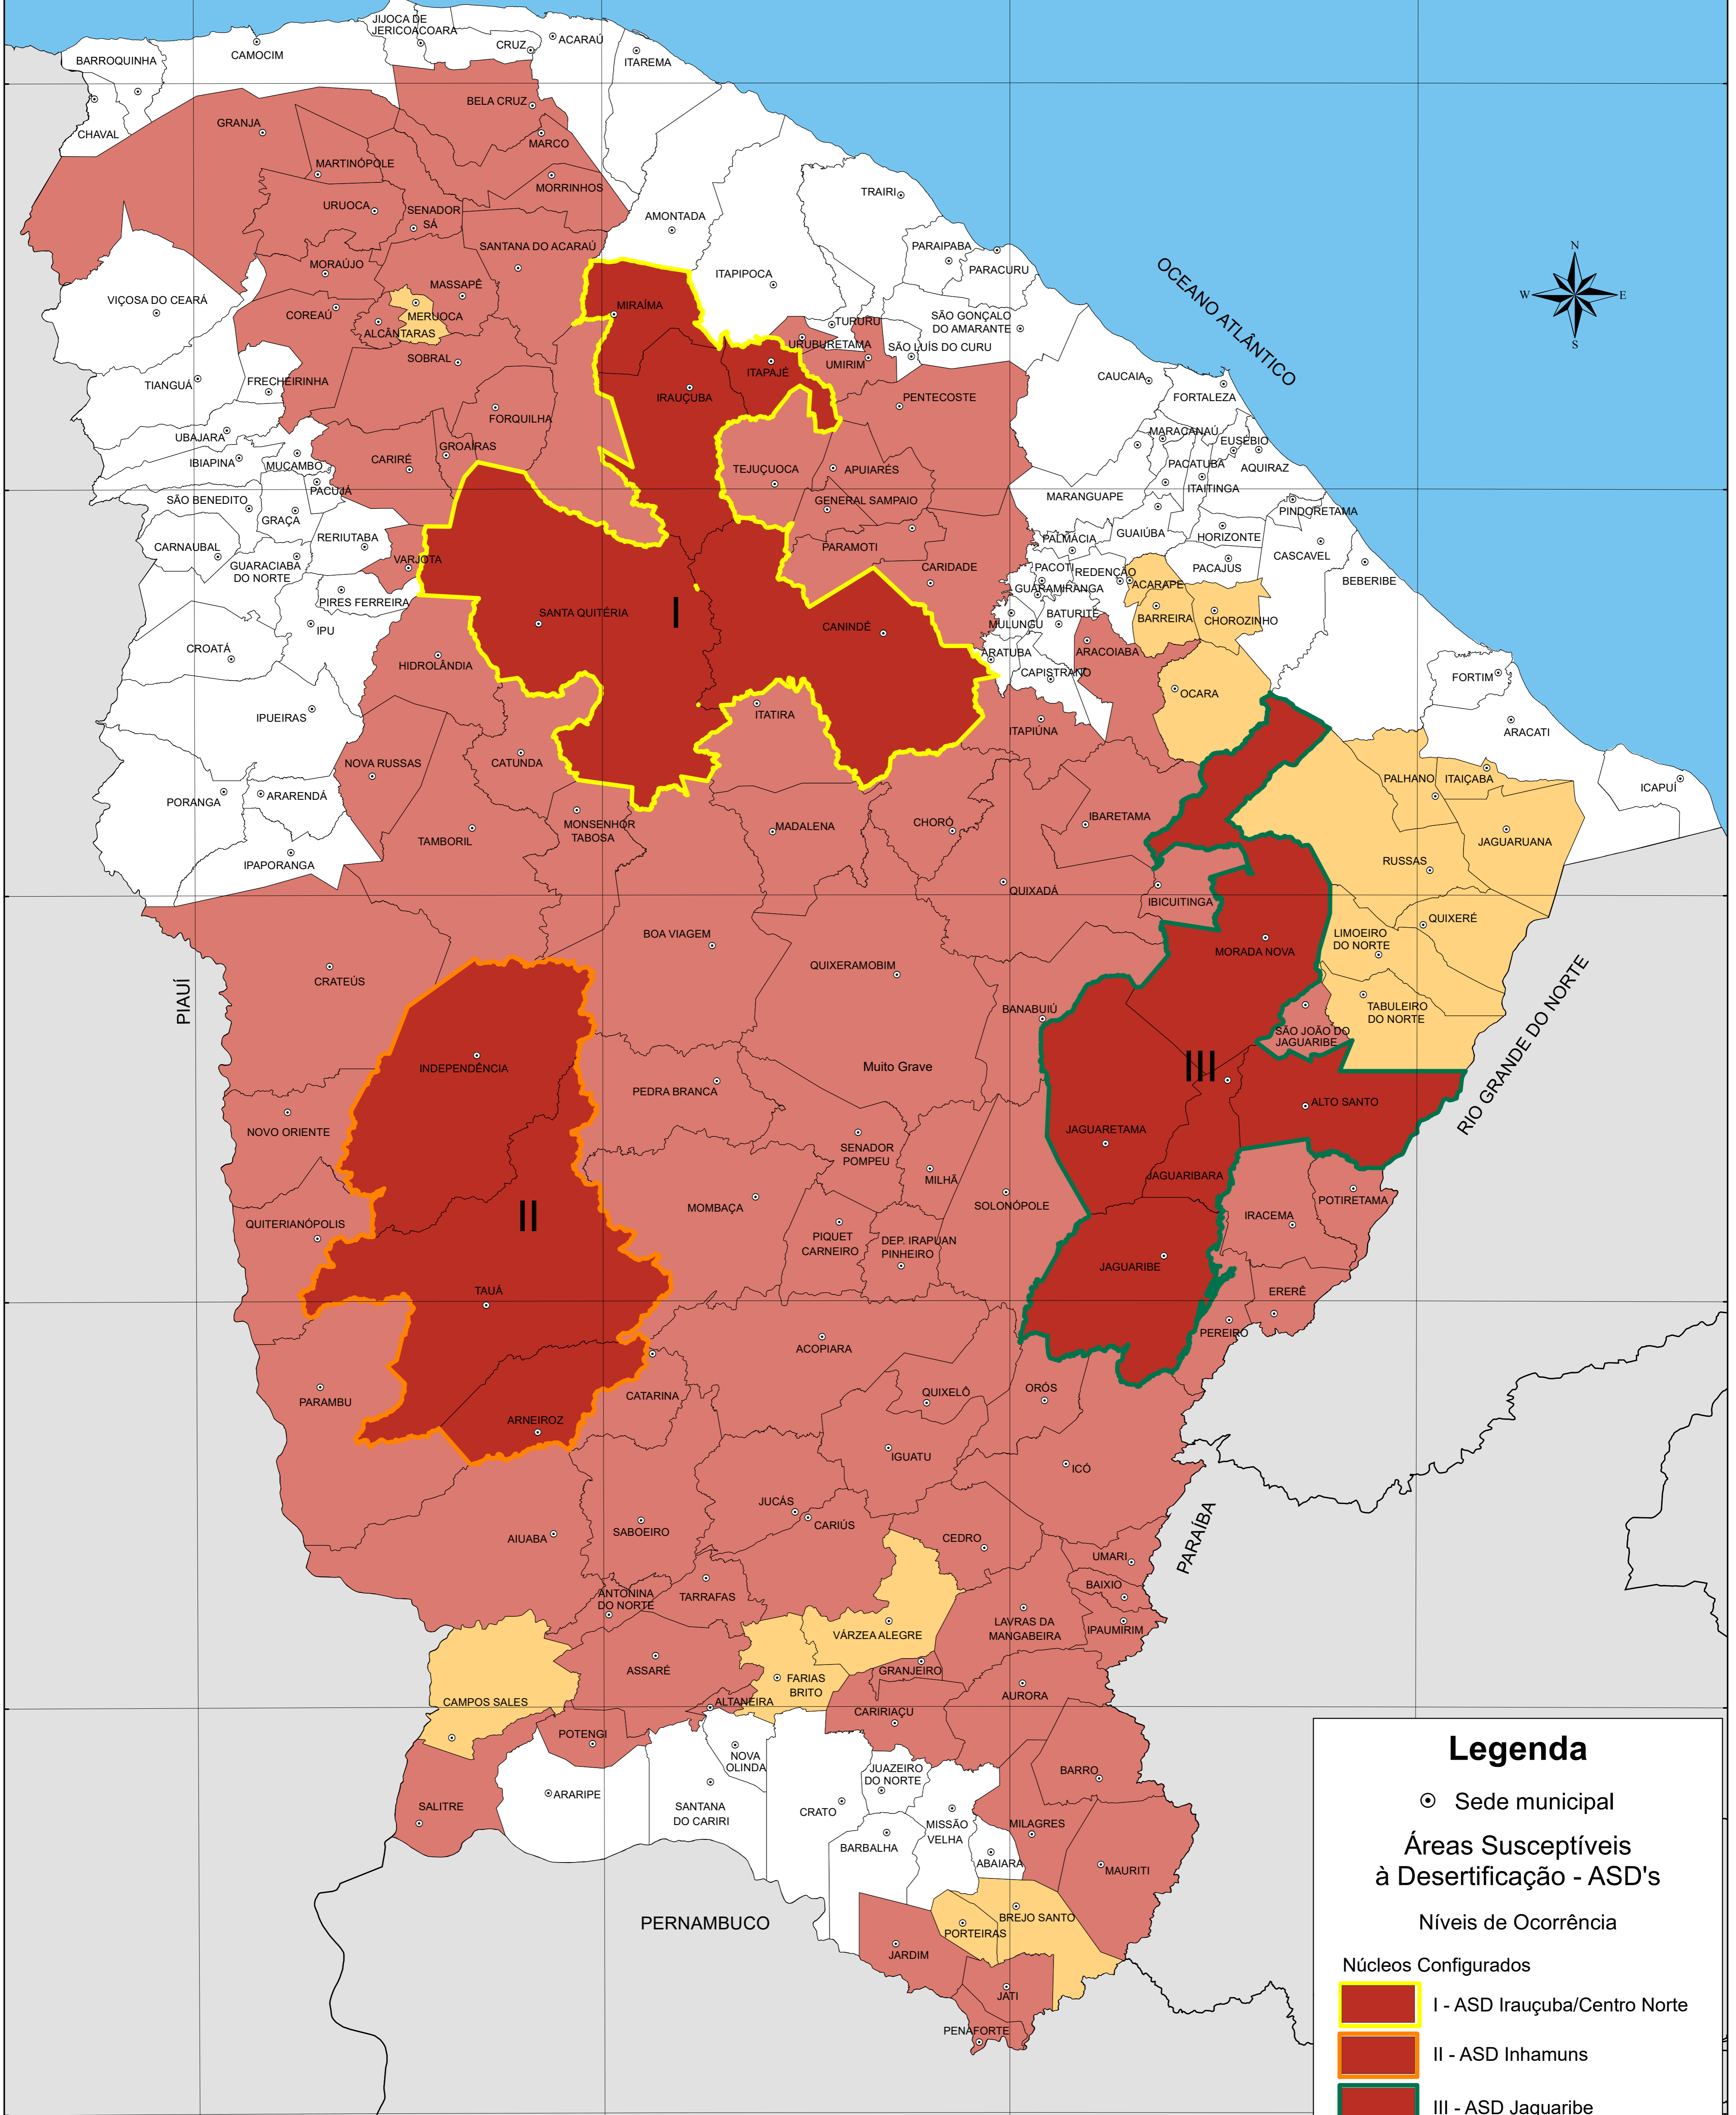 JIJOCA DE
JERICOACOARA
CRUZ
ACARAÚ
ITAREMA
BARROQUINHA
CAMOCIM
CHAVAL
GRANJA
BELA CRUZ
MARCO
MARTINÓPOLE
MORRINHOS
URUOCA
SENADOR
SÁ
TRAIRI
AMONTADA
SANTANA DO ACARAÚ
PARAIPABA
PARACURU
MORAÚJO
MASSAPÊ
ITAPIPOCA
OCEANO ATLÂNTICO
N
W
E
S
VIÇOSA DO CEARÁ
COREAÚ
MERUOCA
ALCÂNTARAS
MIRAÍMA
TURURU
SÃO GONÇALO
DO AMARANTE
URUBURETAMA
SÃO LUÍS DO CURU
SOBRAL
UMIRIM
ITAPAJÉ
TIANGUÁ
FRECHEIRINHA
IRAUÇUBA
PENTECOSTE
CAUCAIA
FORTALEZA
FORQUILHA
UBAJARA
MARACANAÚ
EUSÉBIO
GROAÍRAS
IBIAPINA
MUCAMBO
CARIRÉ
TEJUÇUOCA
APUIARÉS
PACATUBA
AQUIRAZ
PACUJÁ
ITAITINGA
SÃO BENEDITO
GENERAL SAMPAIO
MARANGUAPE
GRAÇA
PINDORETAMA
RERIUTABA
PALMÁCIA
GUAIÚBA
HORIZONTE
CARNAUBAL
PARAMOTI
CASCAVEL
VARJOTA
GUARACIABA
DO NORTE
CARIDADE
PACOTI
REDENÇÃO
PACAJUS
BEBERIBE
GUARAMIRANGA
ACARAPE
PIRES FERREIRA
SANTA QUITÉRIA
I
CANINDÉ
MULUNGU
BATURITÉ
BARREIRA
CHOROZINHO
IPU
CROATÁ
HIDROLÂNDIA
ARATUBA
ARACOIABA
CAPISTRANO
FORTIM
OCARA
IPUEIRAS
ITATIRA
ITAPIÚNA
ARACATI
NOVA RUSSAS
CATUNDA
PORANGA
ARARENDÁ
PALHANO
ITAIÇABA
ICAPUÍ
MONSENHOR
TABOSA
MADALENA
CHORÓ
IBARETAMA
TAMBORIL
JAGUARUANA
IPAPORANGA
RUSSAS
QUIXADÁ
IBICUITINGA
QUIXERÉ
BOA VIAGEM
LIMOEIRO
DO NORTE
MORADA NOVA
QUIXERAMOBIM
CRATEÚS
PIAUÍ
BANABUIÚ
TABULEIRO
DO NORTE
SÃO JOÃO DO
JAGUARIBE
RIO GRANDE DO NORTE
INDEPENDÊNCIA
Muito Grave
III
PEDRA BRANCA
ALTO SANTO
NOVO ORIENTE
JAGUARETAMA
SENADOR
POMPEU
MILHÃ
JAGUARIBARA
MOMBAÇA
SOLONÓPOLE
POTIRETAMA
II
QUITERIANÓPOLIS
IRACEMA
PIQUET
CARNEIRO
DEP. IRAPUAN
PINHEIRO
JAGUARIBE
TAUÁ
ERERÊ
PEREIRO
ACOPIARA
PARAMBU
CATARINA
QUIXELÔ
ORÓS
ARNEIROZ
IGUATU
ICÓ
JUCÁS
CARIÚS
AIUABA
SABOEIRO
CEDRO
PARAÍBA
UMARI
BAIXIO
ANTONINA
DO NORTE
TARRAFAS
LAVRAS DA
MANGABEIRA
IPAUMIRIM
VÁRZEA ALEGRE
ASSARÉ
GRANJEIRO
FARIAS
BRITO
AURORA
CAMPOS SALES
ALTANEIRA
CARIRIAÇU
POTENGI
NOVA
OLINDA
JUAZEIRO
DO NORTE
BARRO
ARARIPE
SALITRE
SANTANA
DO CARIRI
CRATO
MISSÃO
VELHA
MILAGRES
BARBALHA
ABAIARA
MAURITI
PERNAMBUCO
BREJO SANTO
PORTEIRAS
JARDIM
JATI
PENAFORTE
Legenda
Sede municipal
Áreas Susceptíveis
à Desertificação - ASD's
Níveis de Ocorrência
Núcleos Configurados
I - ASD Irauçuba/Centro Norte
II - ASD Inhamuns
III - ASD Jaguaribe